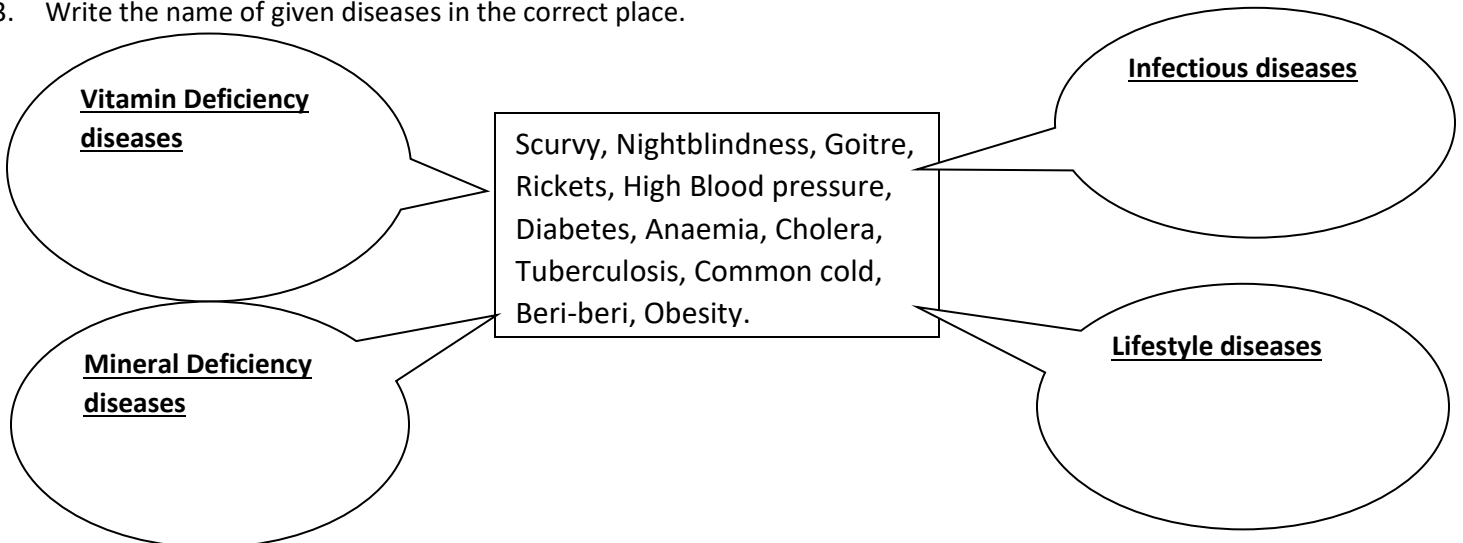 3. Write the name of given diseases in the correct place.
Vitamin Deficiency
diseases
Infectious diseases
Scurvy, Nightblindness, Goitre,
Rickets, High Blood pressure,
Diabetes, Anaemia, Cholera,
Tuberculosis, Common cold,
Beri-beri, Obesity.
Mineral Deficiency
diseases
Lifestyle diseases